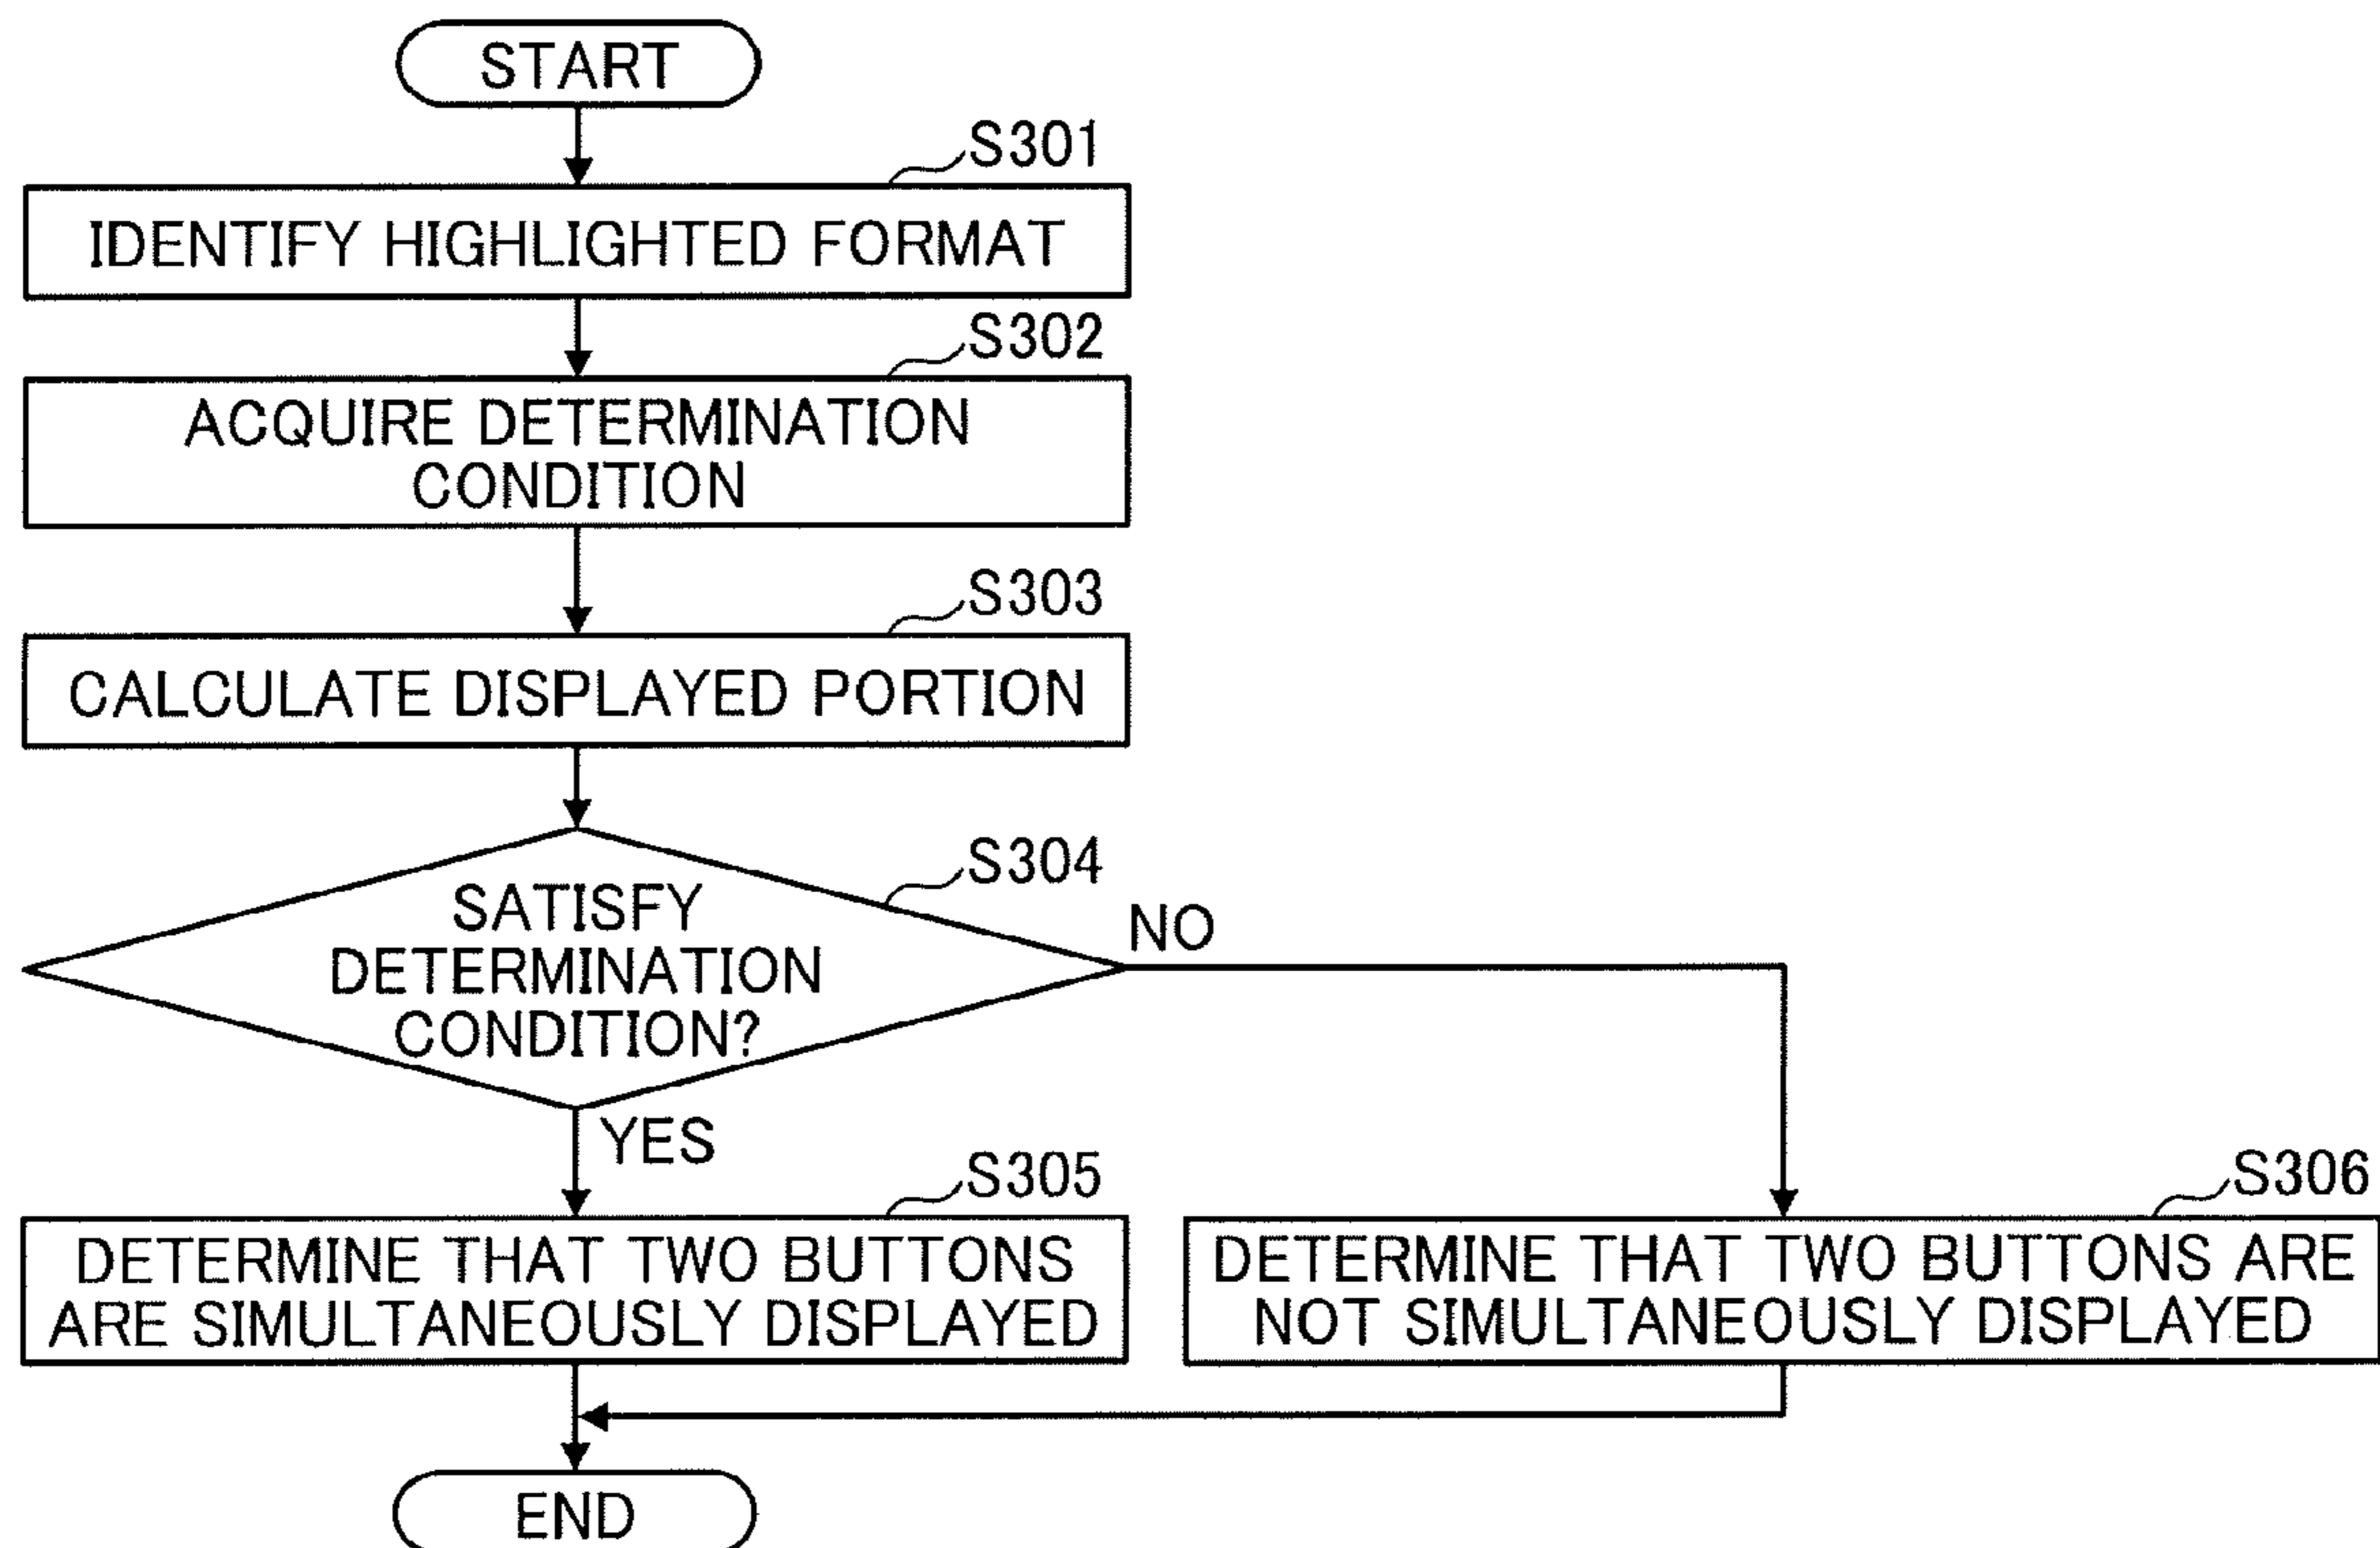 START
S301
IDENTIFY HIGHLIGHTED FORMAT
S302
ACQUIRE DETERMINATION
CONDITION
S303
CALCULATE DISPLAYED PORTION
S304
SATISFY
DETERMINATION
CONDITION?
NO
YES
S305
DETERMINE THAT TWO BUTTONS
ARE SIMULTANEOUSLY DISPLAYED
S306
DETERMINE THAT TWO BUTTONS ARE
NOT SIMULTANEOUSLY DISPLAYED
END